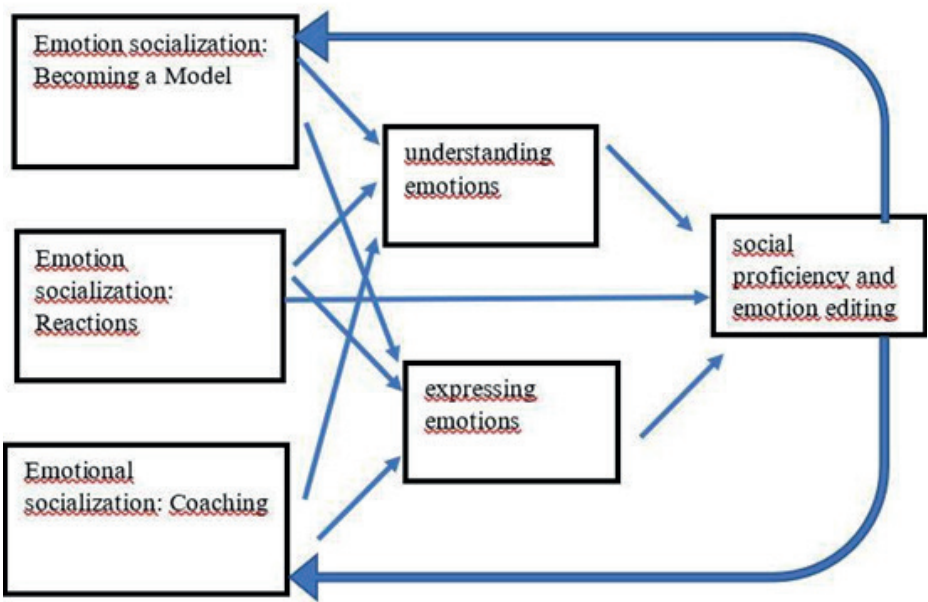 Emotion socialization:
Becoming a Model
understanding
emotions
Emotion
socialization:
Reactions
social
proficiency and
emotion editing
expressing
emotions
Emotional
socialization: Coaching